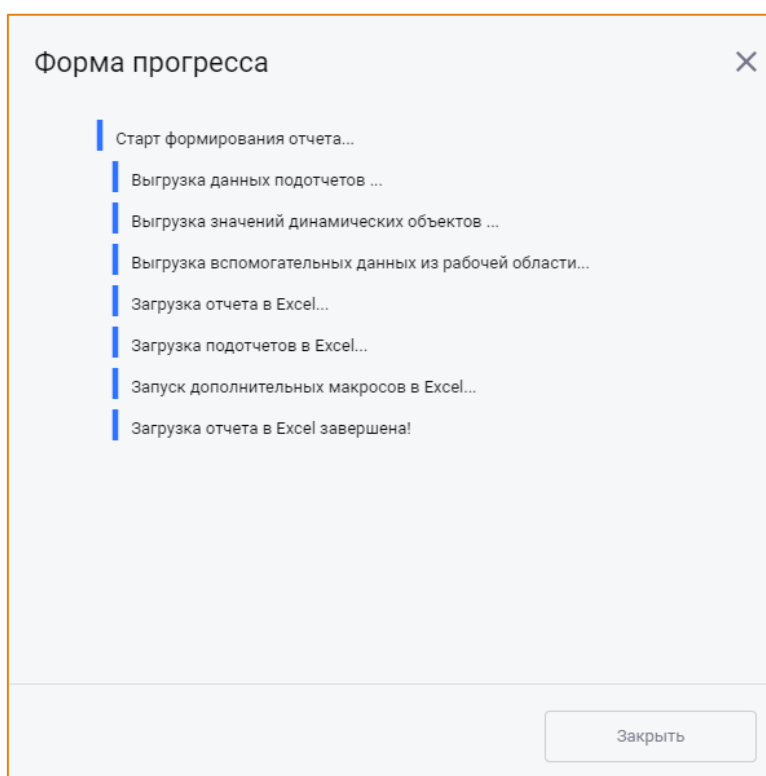 Форма прогресса
Старт формирования отчета...
Выгрузка данных подотчетов ...
Выгрузка значений динамических объектов ...
Выгрузка вспомогательных данных из рабочей области...
Загрузка отчета в Excel...
Загрузка подотчетов в Excel...
Запуск дополнительных макросов в Excel...
Загрузка отчета в Excel завершена!
Закрыть